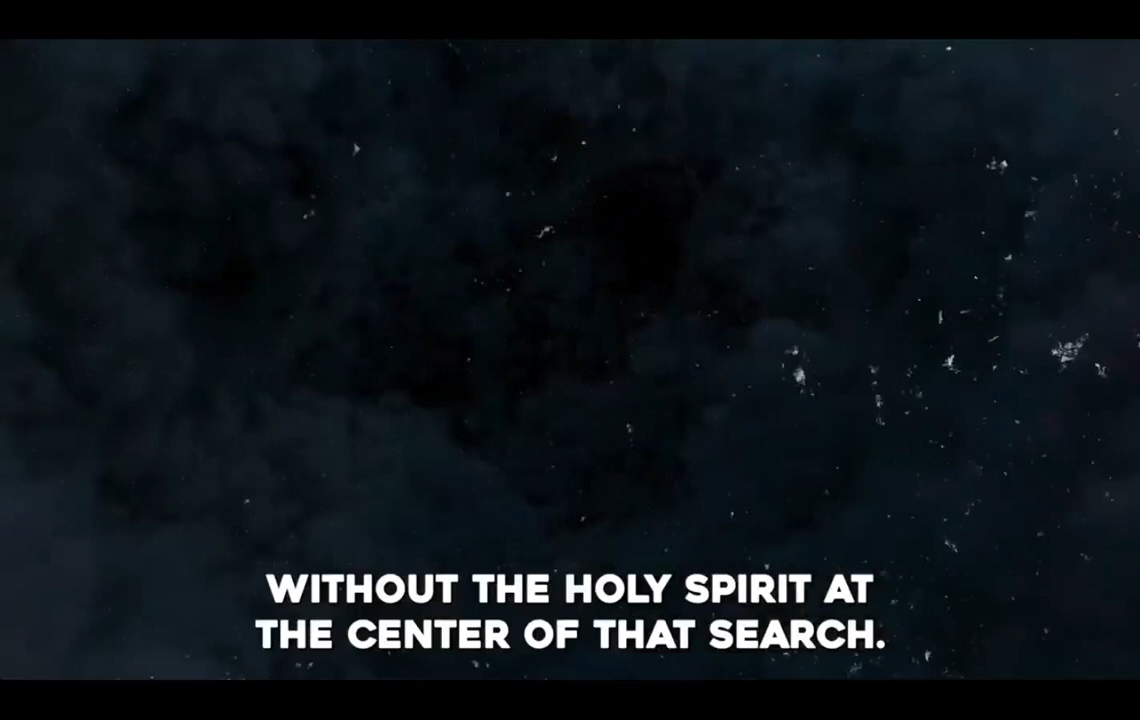 WITHOUT THE HOLY SPIRIT AT
THE CENTER OF THAT SEARCH.